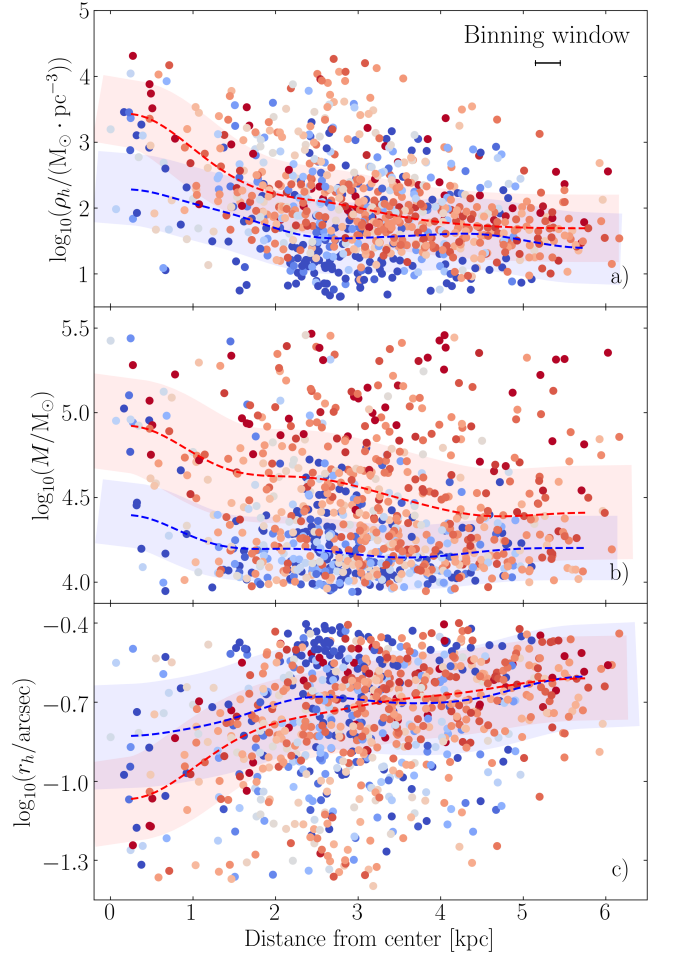 5
Binning window
4
3
2
1
log₁₀(ρₕ/(M⊙ · pc⁻³))
a)
5.5
5.0
4.5
4.0
log₁₀(M/M⊙)
b)
−0.4
−0.7
−1.0
−1.3
log₁₀(rₕ/arcsec)
c)
0 1 2 3 4 5 6
Distance from center [kpc]